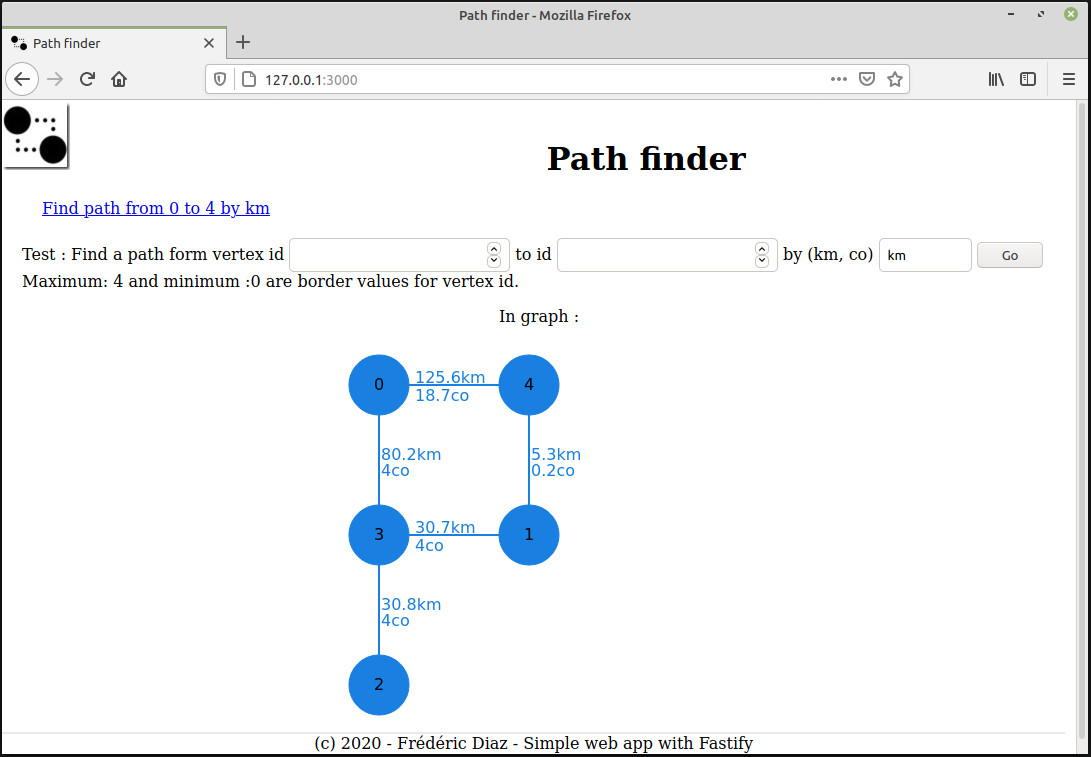 Path finder - Mozilla Firefox
Path finder
127.0.0.1:3000
Path finder
Find path from 0 to 4 by km
Test : Find a path form vertex id to id by (km, co) km Go
Maximum: 4 and minimum :0 are border values for vertex id.
In graph :
0 125.6km 4
18.7co
80.2km 5.3km
4co 0.2co
3 30.7km 1
4co
30.8km
4co
2
(c) 2020 - Frédéric Diaz - Simple web app with Fastify